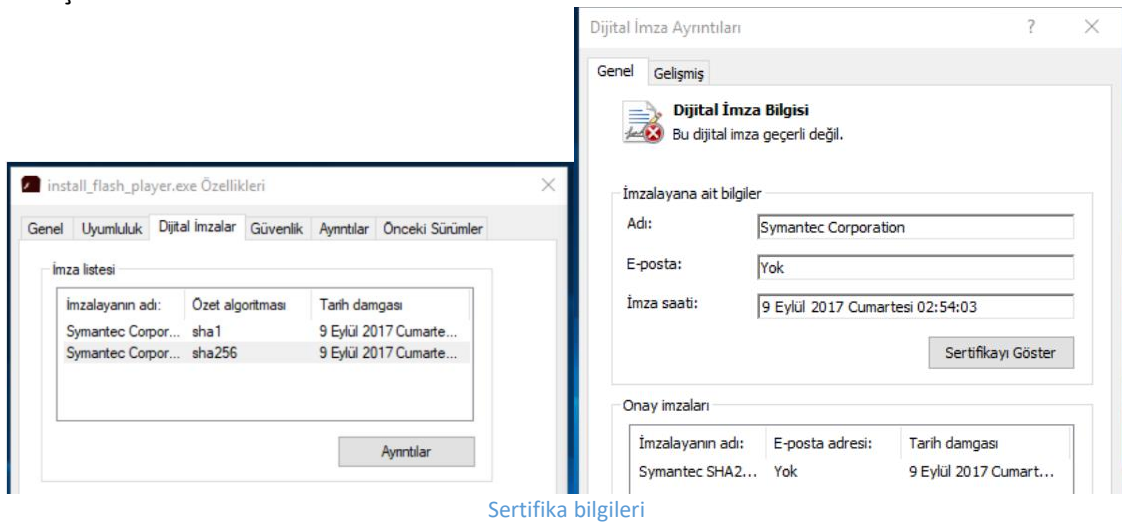 install_flash_player.exe Özellikleri
Genel Uyumluluk Dijital İmzalar Güvenlik Ayrıntılar Önceki Sürümler
İmza listesi
İmzalayanın adı: Özet algoritması Tarih damgası
Symantec Corpor... sha1 9 Eylül 2017 Cumarte...
Symantec Corpor... sha256 9 Eylül 2017 Cumarte...
Ayrıntılar
Dijital İmza Ayrıntıları
Genel Gelişmiş
Dijital İmza Bilgisi
Bu dijital imza geçerli değil.
İmzalayana ait bilgiler
Adı: Symantec Corporation
E-posta: Yok
İmza saati: 9 Eylül 2017 Cumartesi 02:54:03
Sertifikayı Göster
Onay imzaları
İmzalayanın adı: E-posta adresi: Tarih damgası
Symantec SHA2... Yok 9 Eylül 2017 Cumart...
Sertifika bilgileri